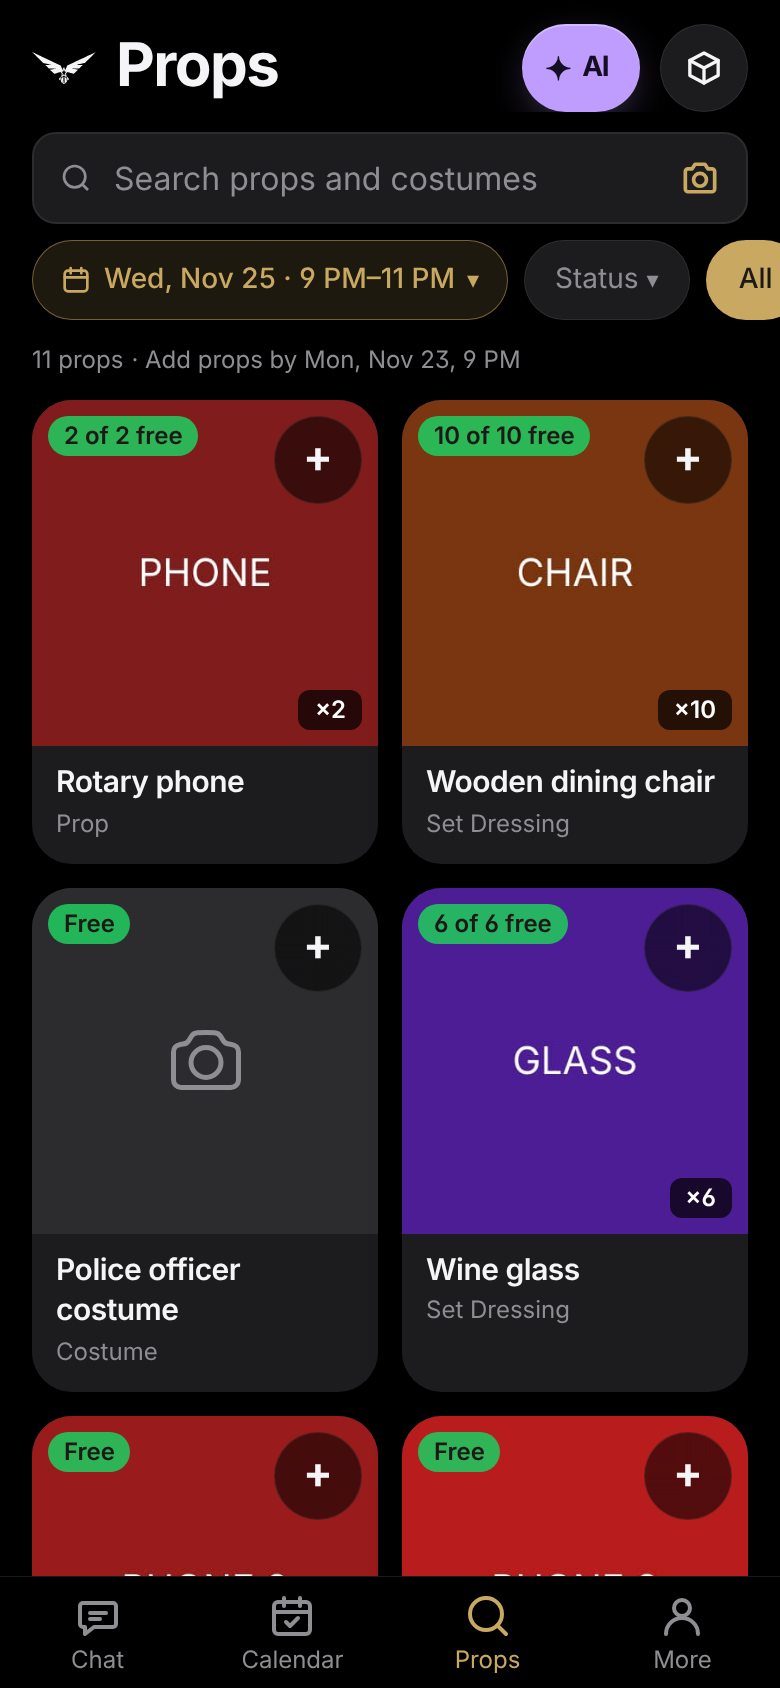 Props
AI
Search props and costumes
Wed, Nov 25 · 9 PM–11 PM ▾
Status ▾
All
11 props · Add props by Mon, Nov 23, 9 PM
2 of 2 free
+
10 of 10 free
+
PHONE
CHAIR
×2
×10
Rotary phone
Prop
Wooden dining chair
Set Dressing
Free
+
6 of 6 free
+
GLASS
×6
Police officer
costume
Costume
Wine glass
Set Dressing
Free
+
Free
+
Chat
Calendar
Props
More